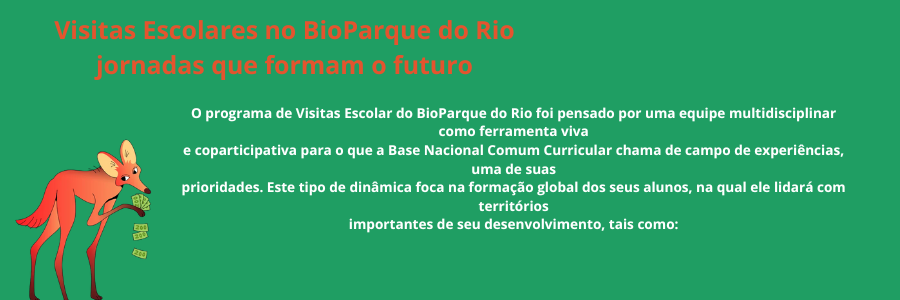 Visitas Escolares no BioParque do Rio
jornadas que formam o futuro
O programa de Visitas Escolar do BioParque do Rio foi pensado por uma equipe multidisciplinar
como ferramenta viva
e coparticipativa para o que a Base Nacional Comum Curricular chama de campo de experiências,
uma de suas
prioridades. Este tipo de dinâmica foca na formação global dos seus alunos, na qual ele lidará com
territórios
importantes de seu desenvolvimento, tais como: